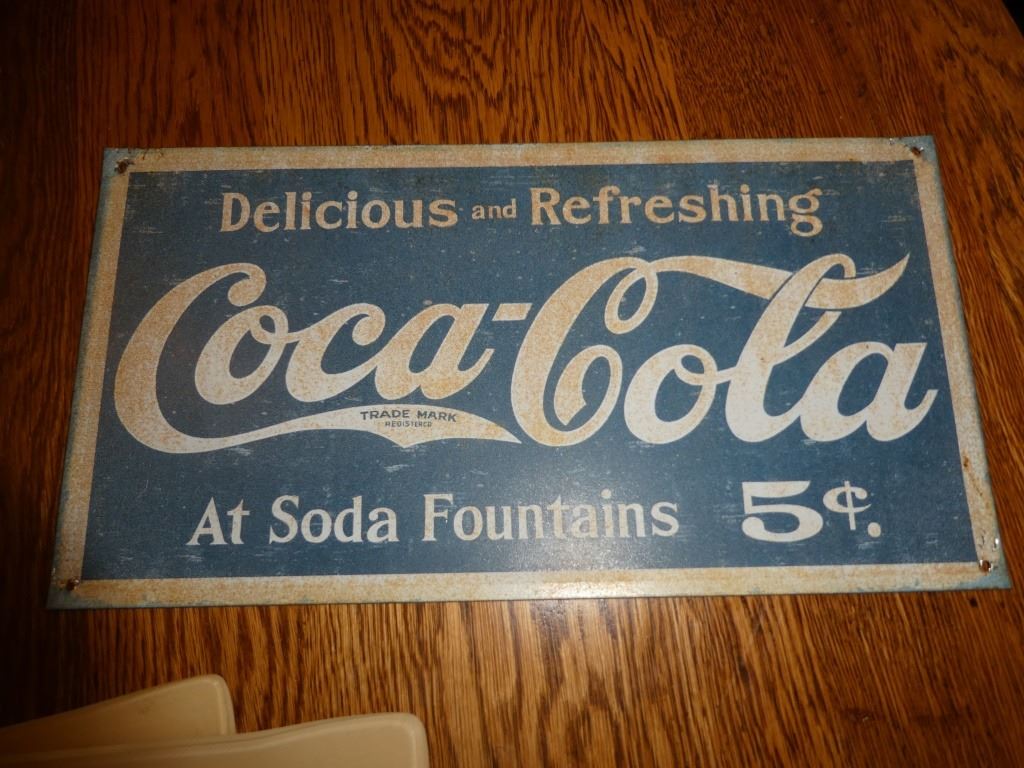 Delicious and Refreshing
Coca-Cola
TRADE MARK
REGISTERED
At Soda Fountains 5¢.